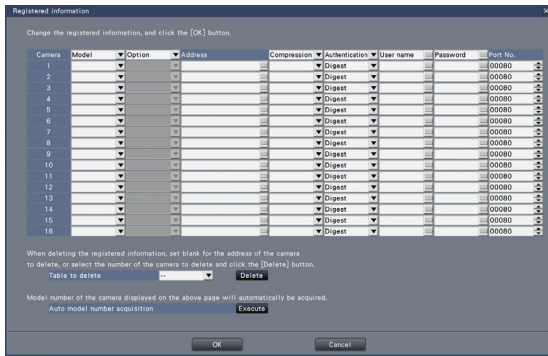 Registered information
Change the registered information, and click the [OK] button.
Camera Model Option Address Compression Authentication User name Password Port No.
1 Digest 00080
2 Digest 00080
3 Digest 00080
4 Digest 00080
5 Digest 00080
6 Digest 00080
7 Digest 00080
8 Digest 00080
9 Digest 00080
10 Digest 00080
11 Digest 00080
12 Digest 00080
13 Digest 00080
14 Digest 00080
15 Digest 00080
16 Digest 00080
When deleting the registered information, set blank for the address of the camera
to delete, or select the number of the camera to delete and click the [Delete] button.
Table to delete -- Delete
Model number of the camera displayed on the above page will automatically be acquired.
Auto model number acquisition Execute
OK Cancel